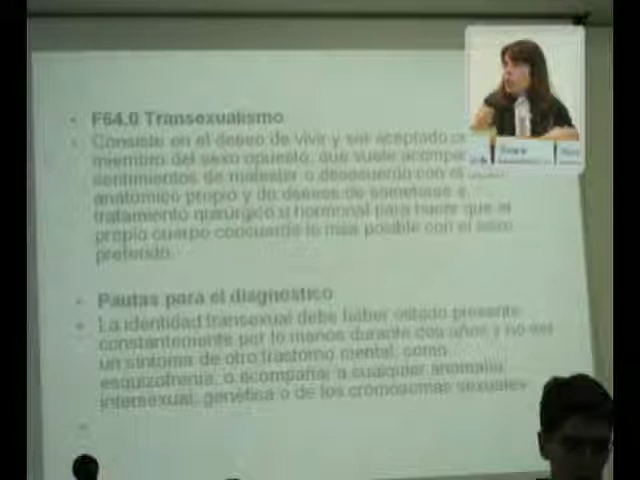 F64.0 Transexualismo
Consiste en el deseo de vivir y ser aceptado
miembro del sexo opuesto, que suele
sentimientos de malestar o desacuerdo con el
anatómico propio y de deseos de someterse a
tratamiento quirúrgico u hormonal para hacer que el
propio cuerpo concuerde lo más posible con el sexo
preferido.
Pautas para el diagnostico
La identidad transexual debe haber estado presente
constantemente por lo menos durante dos años y no ser
un síntoma de otro trastorno mental, como
esquizofrenia, o acompañar a cualquier anomalía
intersexual, genética o de los cromosomas sexuales